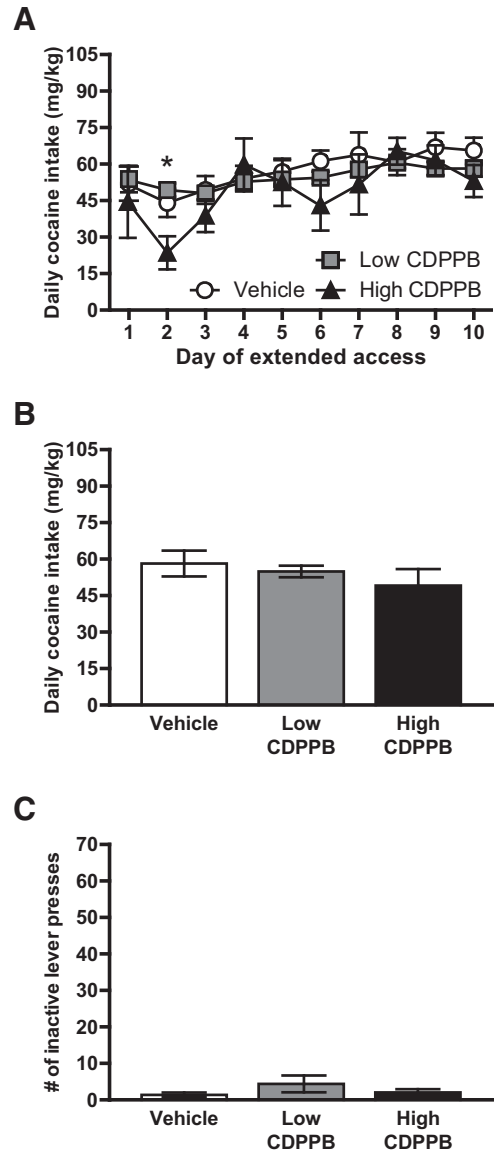 A
Daily cocaine intake (mg/kg)
105
90
75
60
45
30
15
0
*
Low CDPPB
Vehicle
High CDPPB
1 2 3 4 5 6 7 8 9 10
Day of extended access
B
Daily cocaine intake (mg/kg)
105
90
75
60
45
30
15
0
Vehicle
Low
CDPPB
High
CDPPB
C
# of inactive lever presses
70
60
50
40
30
20
10
0
Vehicle
Low
CDPPB
High
CDPPB